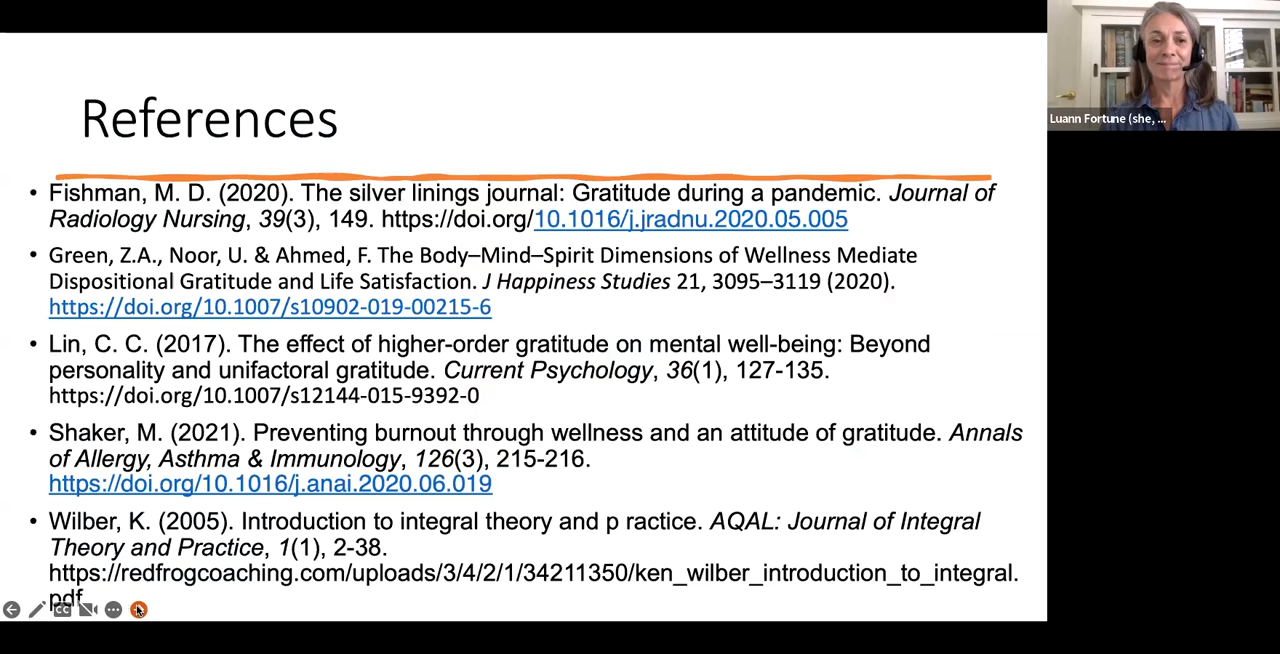 References
• Fishman, M. D. (2020). The silver linings journal: Gratitude during a pandemic. Journal of
Radiology Nursing, 39(3), 149. https://doi.org/10.1016/j.jradnu.2020.05.005
• Green, Z.A., Noor, U. & Ahmed, F. The Body–Mind–Spirit Dimensions of Wellness Mediate
Dispositional Gratitude and Life Satisfaction. J Happiness Studies 21, 3095–3119 (2020).
https://doi.org/10.1007/s10902-019-00215-6
• Lin, C. C. (2017). The effect of higher-order gratitude on mental well-being: Beyond
personality and unifactoral gratitude. Current Psychology, 36(1), 127-135.
https://doi.org/10.1007/s12144-015-9392-0
• Shaker, M. (2021). Preventing burnout through wellness and an attitude of gratitude. Annals
of Allergy, Asthma & Immunology, 126(3), 215-216.
https://doi.org/10.1016/j.anai.2020.06.019
• Wilber, K. (2005). Introduction to integral theory and p ractice. AQAL: Journal of Integral
Theory and Practice, 1(1), 2-38.
https://redfrogcoaching.com/uploads/3/4/2/1/34211350/ken_wilber_introduction_to_integral.
pdf
CC
Luann Fortune (she, ...